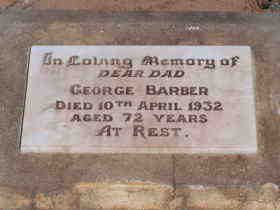 In Loving Memory of
DEAR DAD
GEORGE BARBER
DIED 10TH APRIL 1932
AGED 72 YEARS
AT REST.